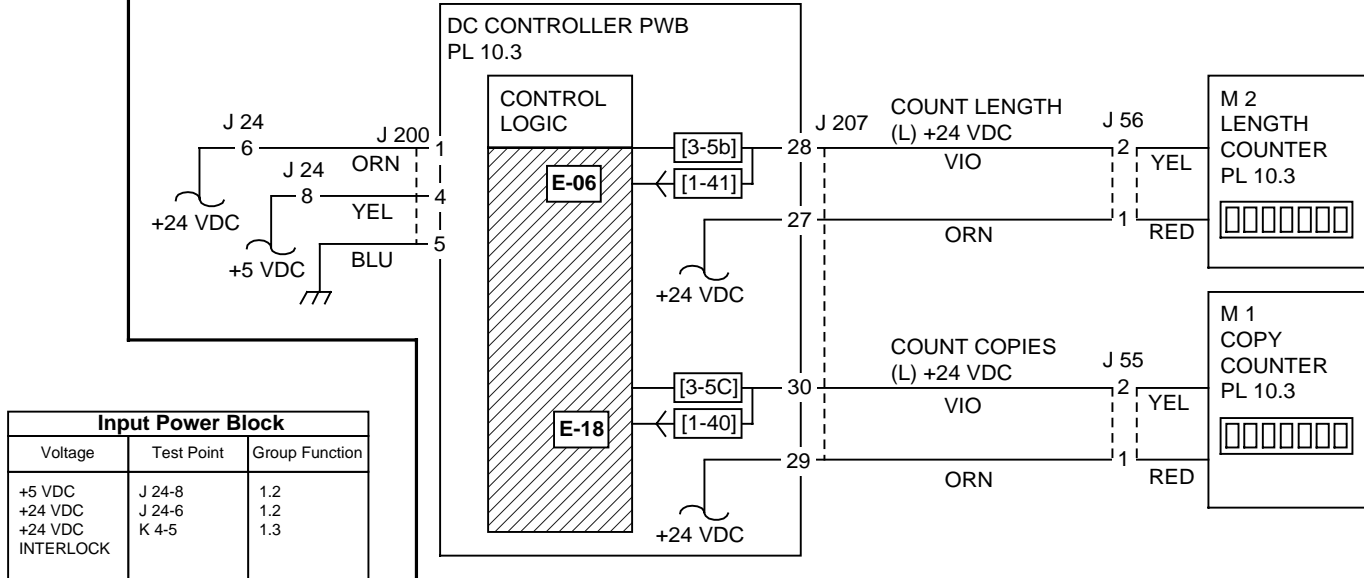 DC CONTROLLER PWB
PL 10.3
CONTROL
LOGIC
J 24
6
J 200
1
ORN
+24 VDC
J 24
8
4
YEL
+5 VDC
5
BLU
E-06
[3-5b]
[1-41]
28
J 207
COUNT LENGTH
(L) +24 VDC
VIO
J 56
2
YEL
27
+24 VDC
ORN
1
RED
M 2
LENGTH
COUNTER
PL 10.3
E-18
[3-5C]
[1-40]
30
COUNT COPIES
(L) +24 VDC
VIO
J 55
2
YEL
29
+24 VDC
ORN
1
RED
M 1
COPY
COUNTER
PL 10.3
Input Power Block
Voltage Test Point Group Function
+5 VDC J 24-8 1.2
+24 VDC J 24-6 1.2
+24 VDC K 4-5 1.3
INTERLOCK